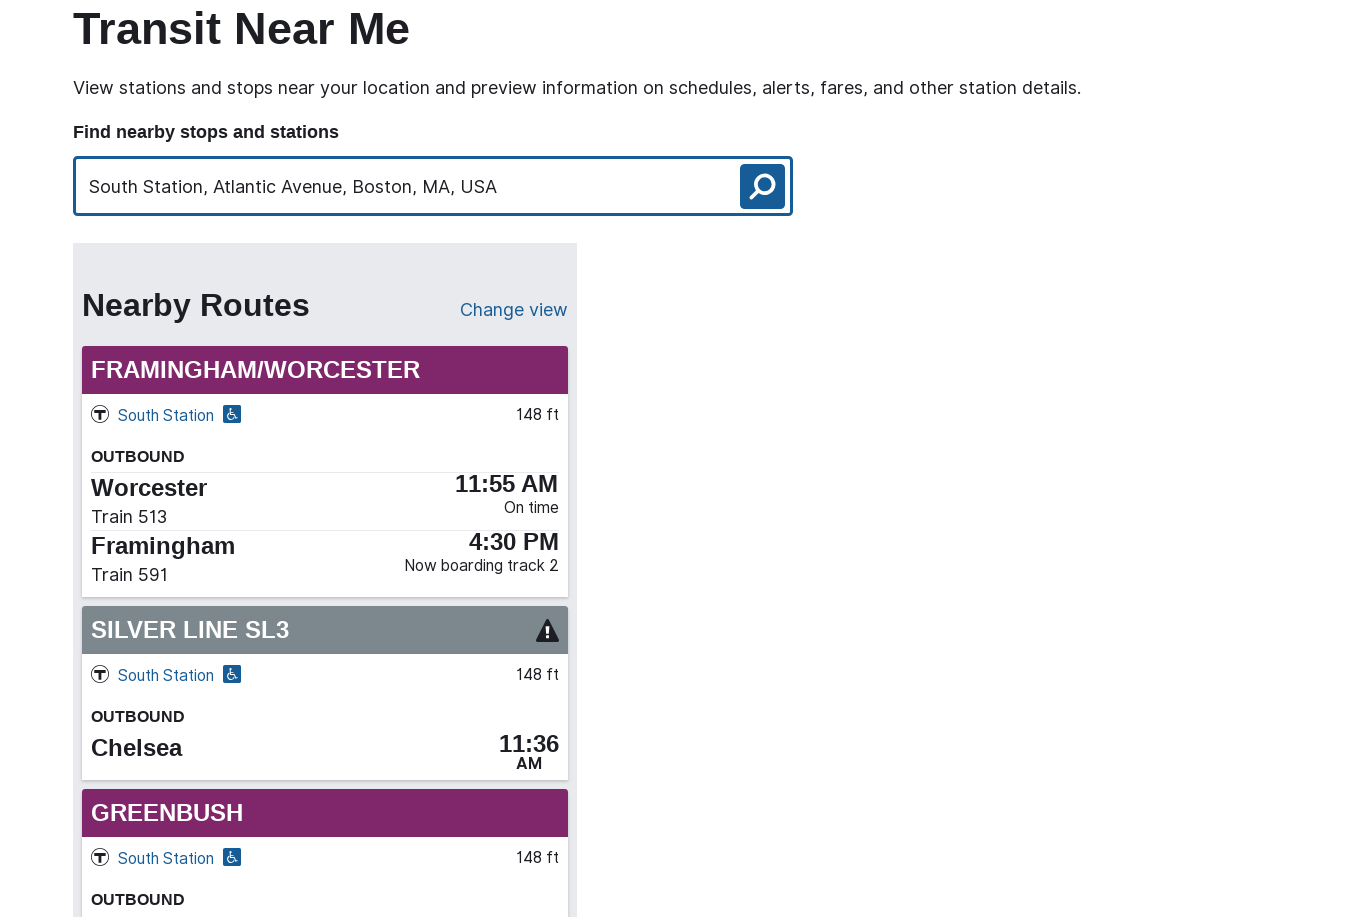 Transit Near Me
View stations and stops near your location and preview information on schedules, alerts, fares, and other station details.
Find nearby stops and stations
South Station, Atlantic Avenue, Boston, MA, USA
Nearby Routes
Change view
FRAMINGHAM/WORCESTER
South Station 148 ft
OUTBOUND
Worcester 11:55 AM
Train 513 On time
Framingham 4:30 PM
Train 591 Now boarding track 2
SILVER LINE SL3
South Station 148 ft
OUTBOUND
Chelsea 11:36
AM
GREENBUSH
South Station 148 ft
OUTBOUND